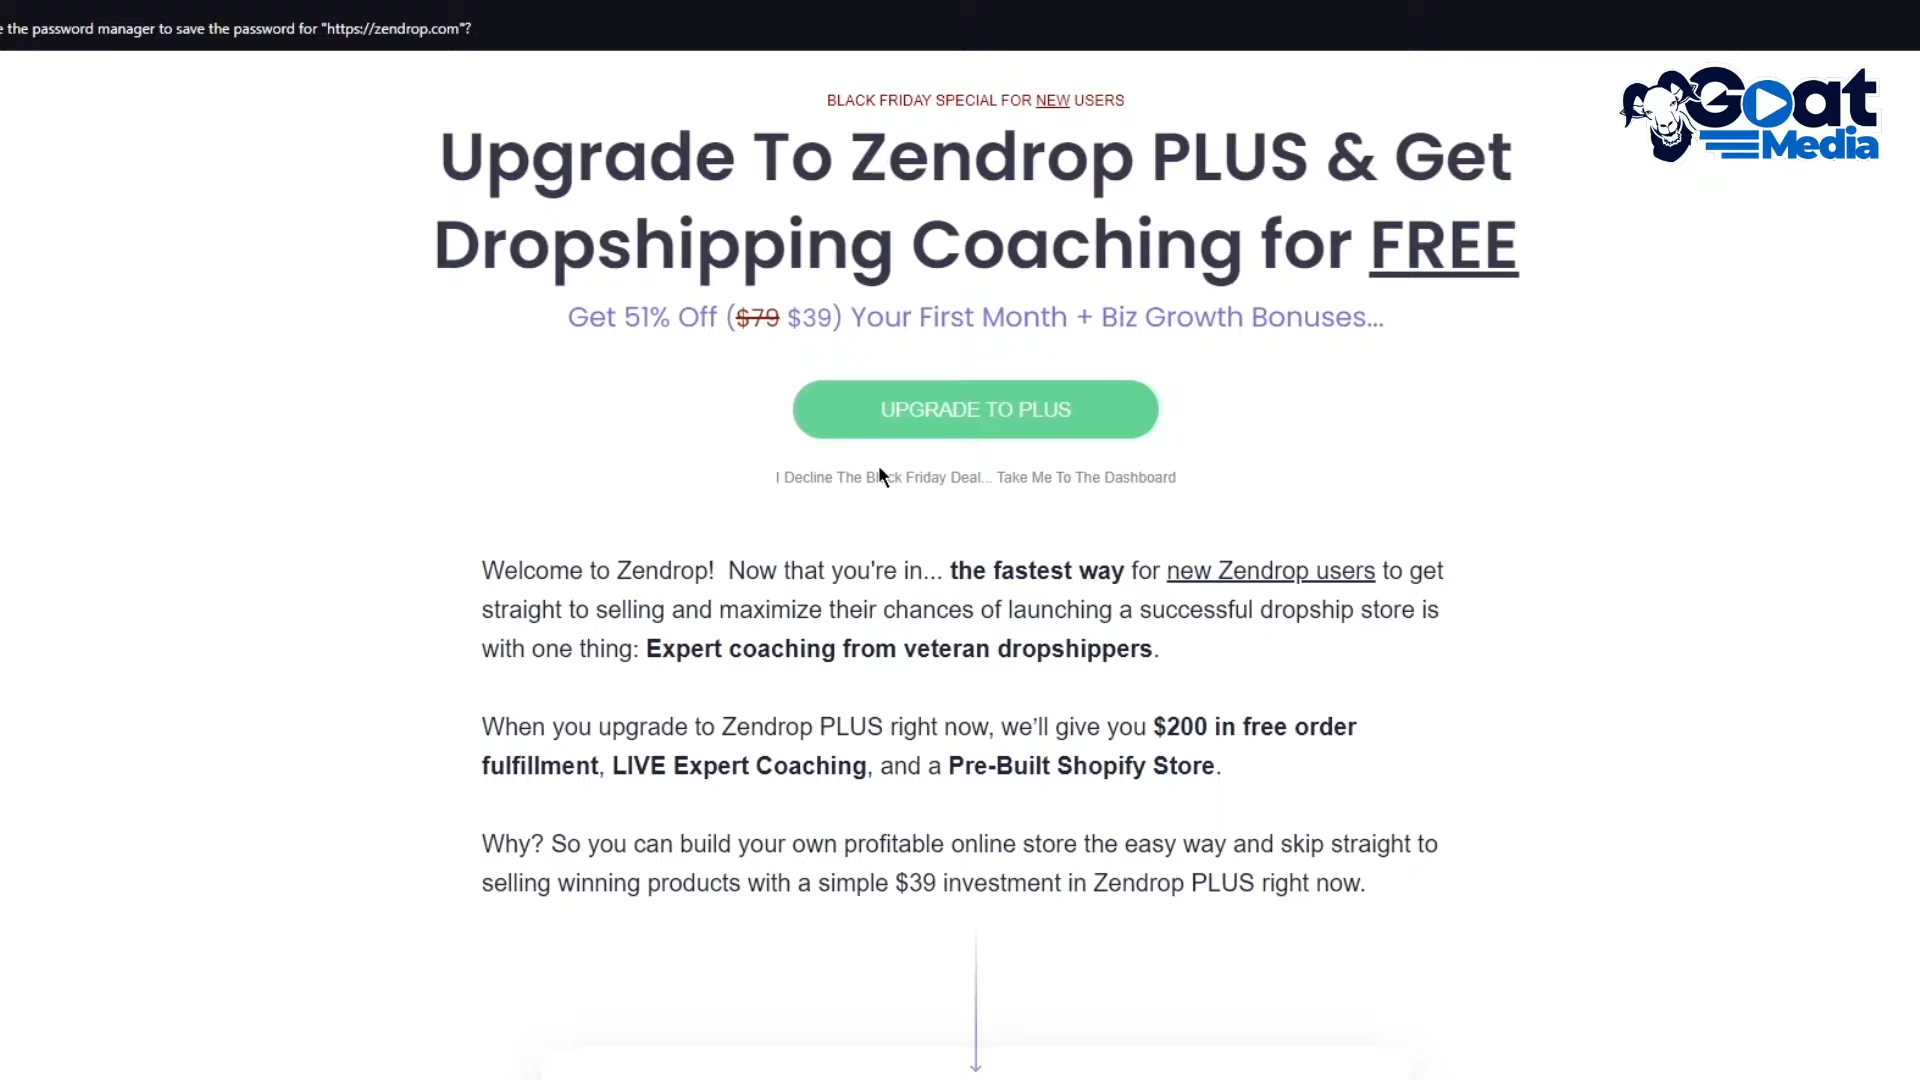 the password manager to save the password for "https://zendrop.com"?
Goat
Media
BLACK FRIDAY SPECIAL FOR NEW USERS
Upgrade To Zendrop PLUS & Get
Dropshipping Coaching for FREE
Get 51% Off ($79 $39) Your First Month + Biz Growth Bonuses...
UPGRADE TO PLUS
I Decline The Black Friday Deal... Take Me To The Dashboard
Welcome to Zendrop!  Now that you're in... the fastest way for new Zendrop users to get
straight to selling and maximize their chances of launching a successful dropship store is
with one thing: Expert coaching from veteran dropshippers.
When you upgrade to Zendrop PLUS right now, we’ll give you $200 in free order
fulfillment, LIVE Expert Coaching, and a Pre-Built Shopify Store.
Why? So you can build your own profitable online store the easy way and skip straight to
selling winning products with a simple $39 investment in Zendrop PLUS right now.